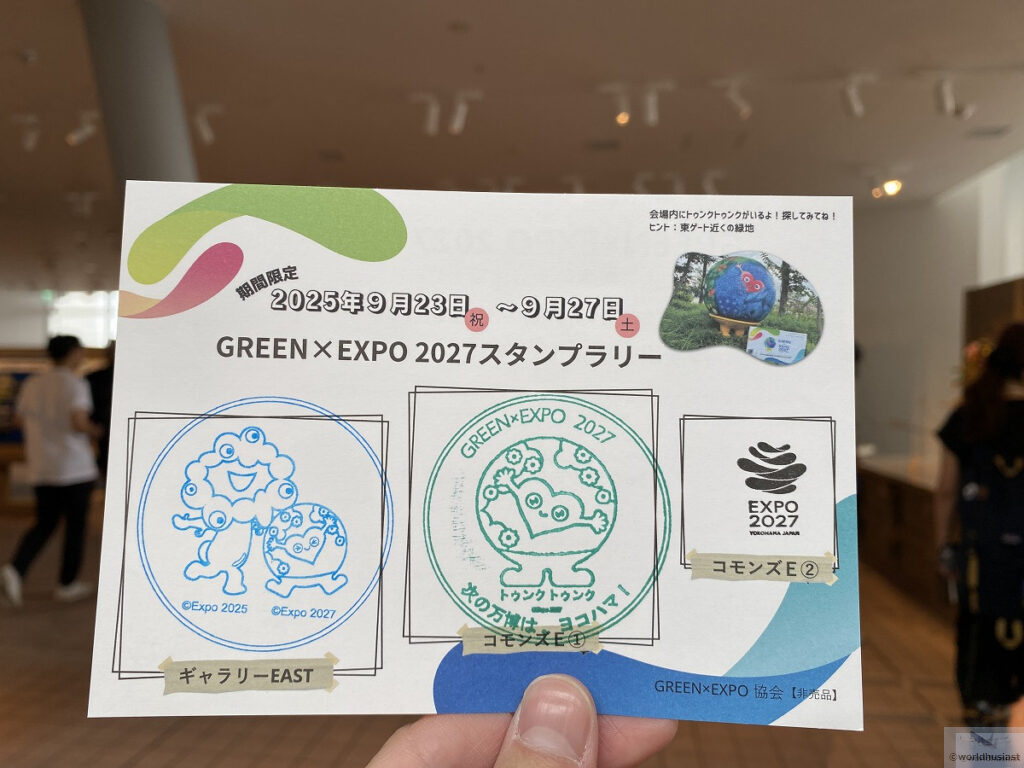 会場内にトゥンクトゥンクがいるよ！探してみてね！
ヒント：東ゲート近くの緑地
期間限定
2025年9月23日祝 ～9月27日土
GREEN×EXPO 2027スタンプラリー
©Expo 2025 ©Expo 2027
ギャラリーEAST
GREEN×EXPO 2027
トゥンクトゥンク
次の万博は ヨコハマ！
コモンズE①
EXPO
2027
YOKOHAMA JAPAN
コモンズE②
GREEN×EXPO 協会【非売品】
©worldhusiast